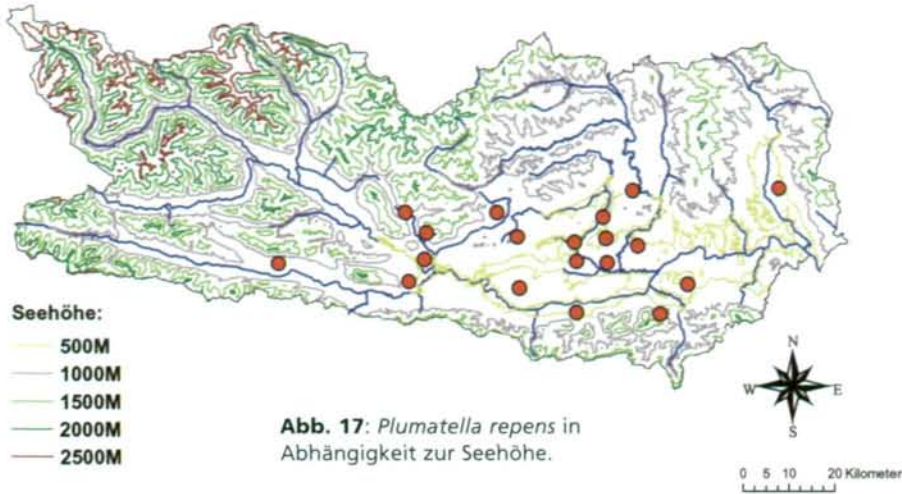 Seehöhe:
500M
1000M
1500M
2000M
2500M
Abb. 17: Plumatella repens in
Abhängigkeit zur Seehöhe.
N
W E
S
0 5 10 20 Kilometer